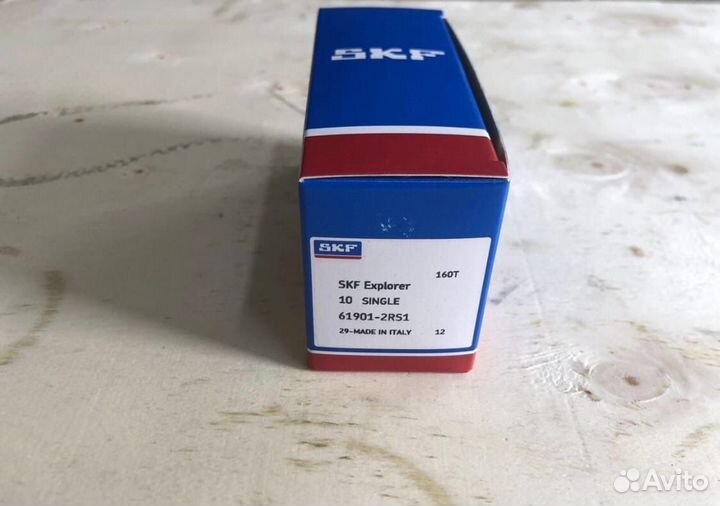 SKF
SKF
160T
SKF Explorer
10 SINGLE
61901-2RS1
29-MADE IN ITALY 12
Avito